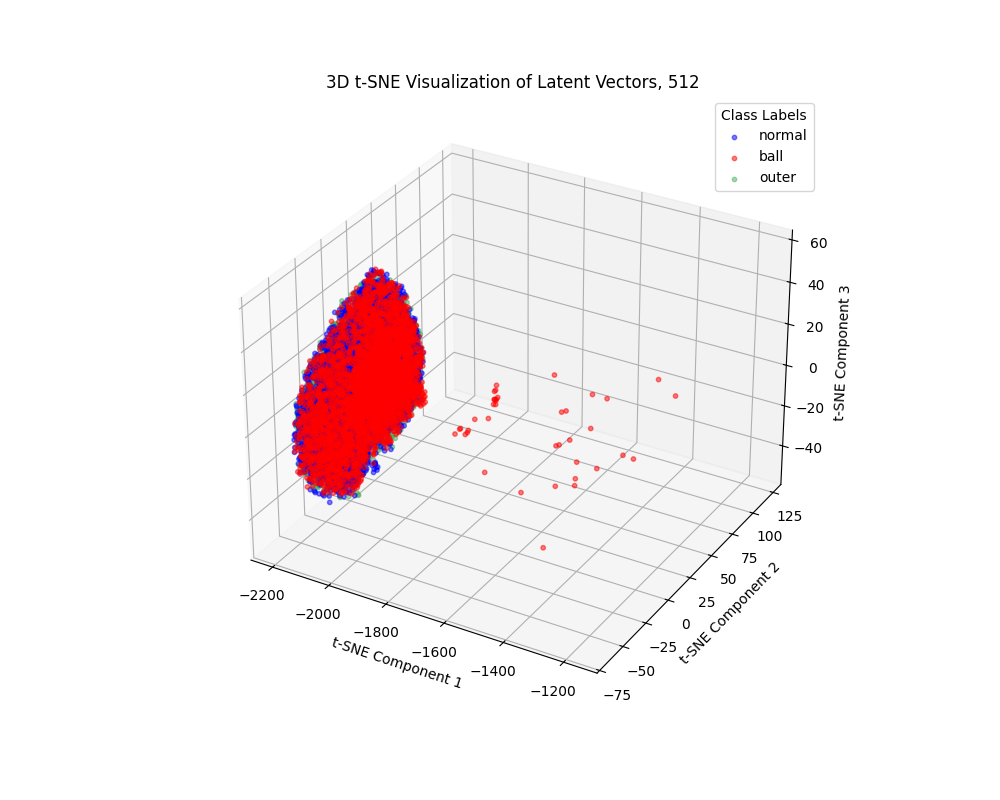 3D t-SNE Visualization of Latent Vectors, 512
Class Labels
normal
ball
outer
60
40
20
0
−20
−40
t-SNE Component 3
125
100
75
50
25
0
−25
−50
−75
t-SNE Component 2
−2200
−2000
−1800
−1600
−1400
−1200
t-SNE Component 1